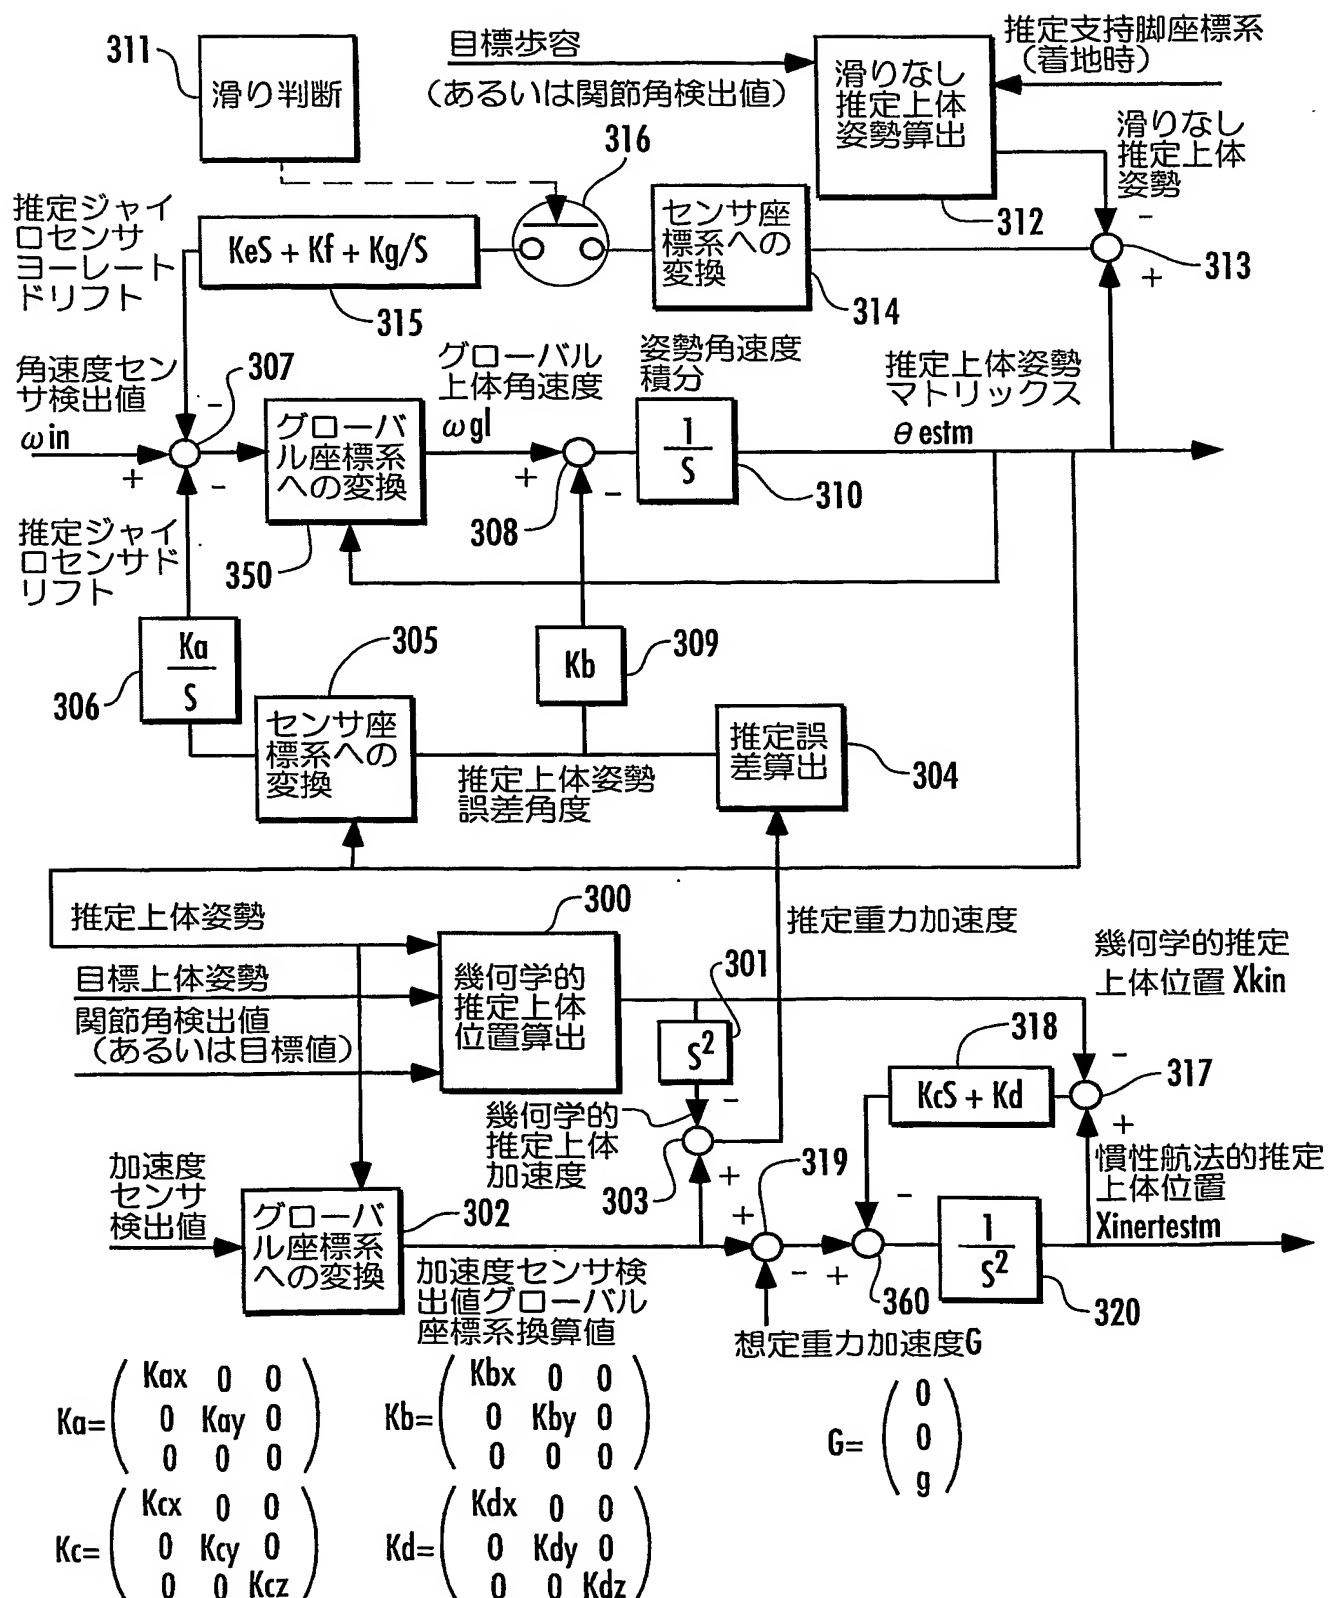 311
滑り判断
目標歩容
（あるいは関節角検出値）
316
滑りなし
推定上体
姿勢算出
312
推定支持脚座標系
（着地時）
滑りなし
推定上体
姿勢
−
313
+
推定ジャイ
ロセンサ
ヨーレート
ドリフト
KeS + Kf + Kg/S
315
センサ座
標系への
変換
314
角速度セン
サ検出値
ωin
307
−
+
−
グローバ
ル座標系
への変換
350
グローバル
上体角速度
ωgl
+
−
308
姿勢角速度
積分
1
S
310
推定上体姿勢
マトリックス
θestm
推定ジャイ
ロセンサド
リフト
Ka
S
306
305
センサ座
標系への
変換
Kb
309
推定上体姿勢
誤差角度
推定誤
差算出
304
推定上体姿勢
目標上体姿勢
関節角検出値
（あるいは目標値）
300
幾何学的
推定上体
位置算出
推定重力加速度
301
S²
−
幾何学的
推定上体
加速度
303
+
幾何学的推定
上体位置 Xkin
318
KcS + Kd
−
317
+
慣性航法的推定
上体位置
Xinertestm
加速度
センサ
検出値
グローバ
ル座標系
への変換
302
加速度センサ検
出値グローバル
座標系換算値
319
+
−
+
−
360
1
S²
320
想定重力加速度G
Kax 0 0
Ka= 0 Kay 0
0 0 0
Kbx 0 0
Kb= 0 Kby 0
0 0 0
0
G= 0
g
Kcx 0 0
Kc= 0 Kcy 0
0 0 Kcz
Kdx 0 0
Kd= 0 Kdy 0
0 0 Kdz